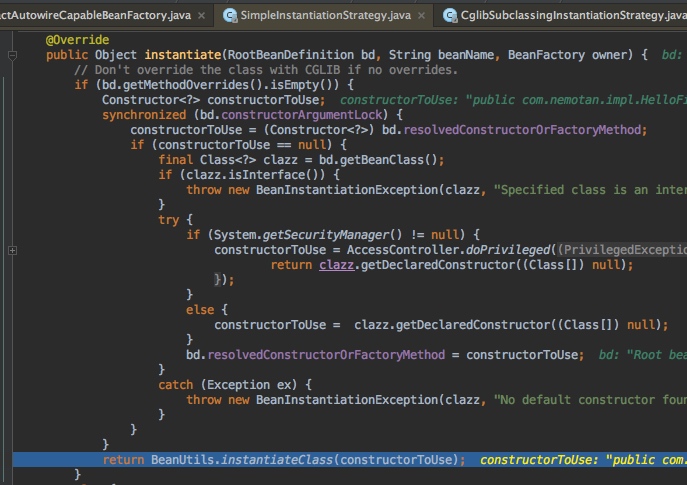 ctAutowireCapableBeanFactory.java × SimpleInstantiationStrategy.java × CglibSubclassingInstantiationStrategy.java
@Override
public Object instantiate(RootBeanDefinition bd, String beanName, BeanFactory owner) { bd:
// Don't override the class with CGLIB if no overrides.
if (bd.getMethodOverrides().isEmpty()) {
Constructor<?> constructorToUse; constructorToUse: "public com.nemotan.impl.HelloFi
synchronized (bd.constructorArgumentLock) {
constructorToUse = (Constructor<?>) bd.resolvedConstructorOrFactoryMethod;
if (constructorToUse == null) {
final Class<?> clazz = bd.getBeanClass();
if (clazz.isInterface()) {
throw new BeanInstantiationException(clazz, "Specified class is an inter
}
try {
if (System.getSecurityManager() != null) {
constructorToUse = AccessController.doPrivileged((PrivilegedExceptio
return clazz.getDeclaredConstructor((Class[]) null);
});
}
else {
constructorToUse = clazz.getDeclaredConstructor((Class[]) null);
}
bd.resolvedConstructorOrFactoryMethod = constructorToUse; bd: "Root bea
}
catch (Exception ex) {
throw new BeanInstantiationException(clazz, "No default constructor foun
}
}
}
return BeanUtils.instantiateClass(constructorToUse); constructorToUse: "public com.
}